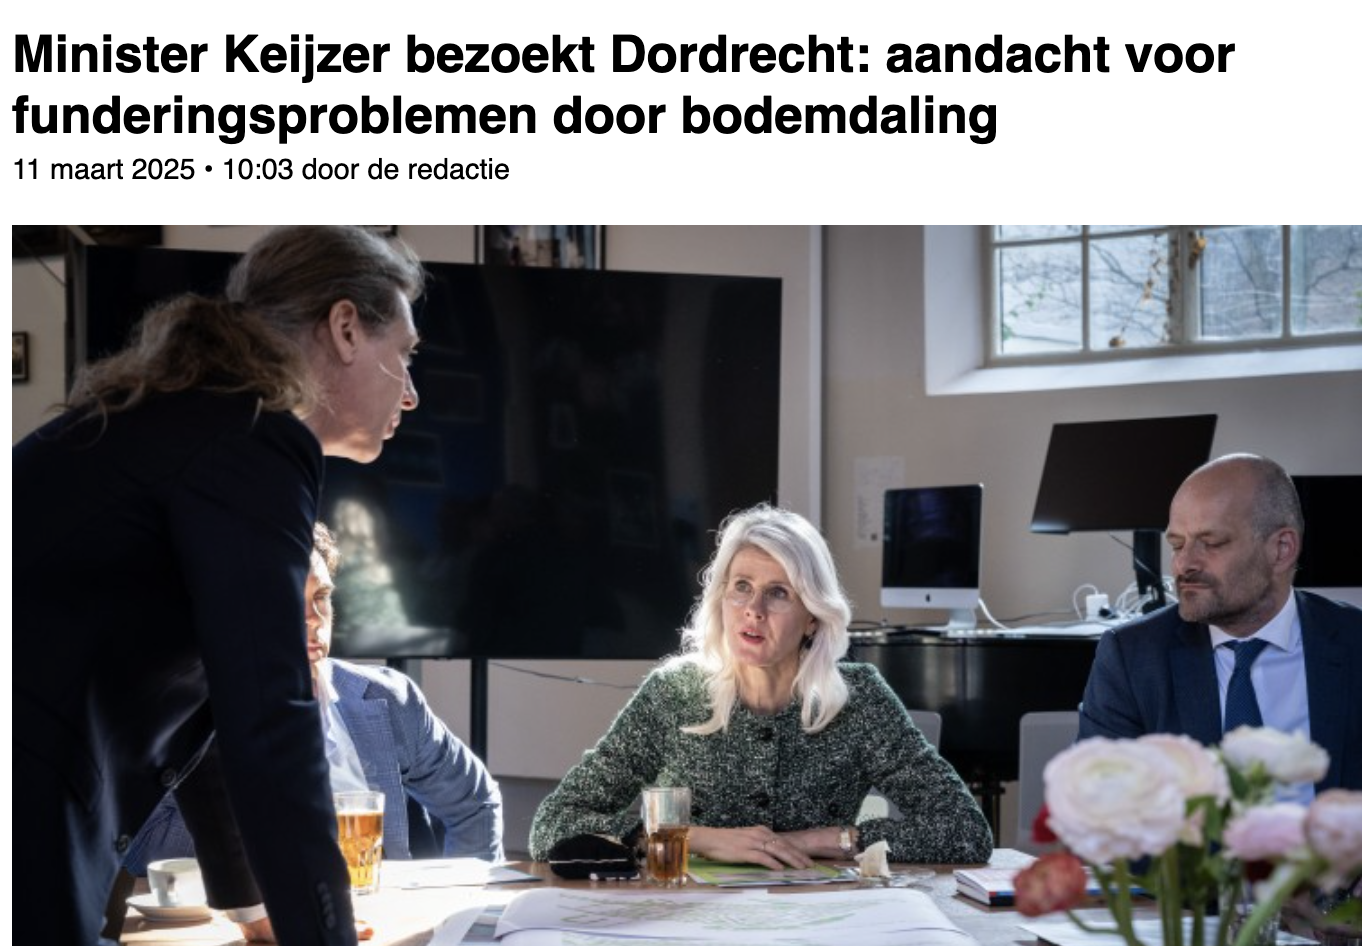 Minister Keijzer bezoekt Dordrecht: aandacht voor
funderingsproblemen door bodemdaling
11 maart 2025 • 10:03 door de redactie